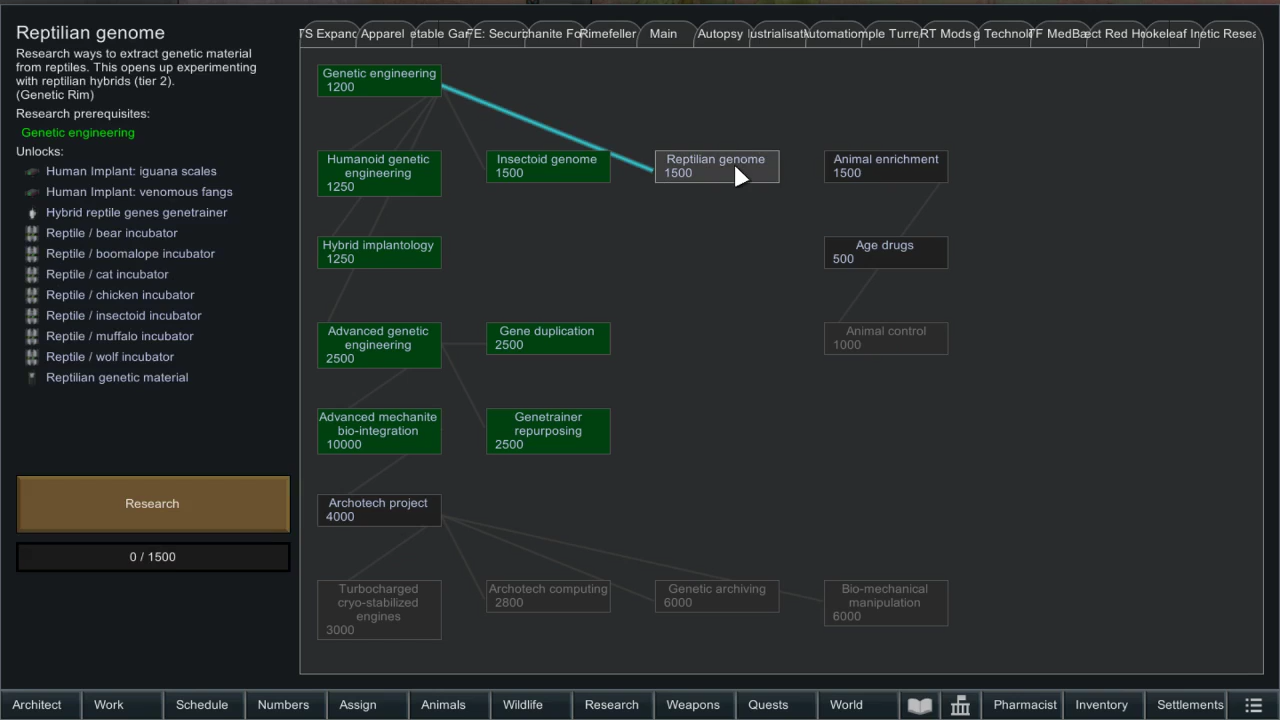 Reptilian genome
Research ways to extract genetic material
from reptiles. This opens up experimenting
with reptilian hybrids (tier 2).
(Genetic Rim)
Research prerequisites:
Genetic engineering
Unlocks:
Human Implant: iguana scales
Human Implant: venomous fangs
Hybrid reptile genes genetrainer
Reptile / bear incubator
Reptile / boomalope incubator
Reptile / cat incubator
Reptile / chicken incubator
Reptile / insectoid incubator
Reptile / muffalo incubator
Reptile / wolf incubator
Reptilian genetic material
Research
0 / 1500
Apparel
Rimefeller
Main
Autopsy
RT Mods
Genetic engineering
1200
Humanoid genetic
engineering
1250
Insectoid genome
1500
Reptilian genome
1500
Animal enrichment
1500
Hybrid implantology
1250
Age drugs
500
Advanced genetic
engineering
2500
Gene duplication
2500
Animal control
1000
Advanced mechanite
bio-integration
10000
Genetrainer
repurposing
2500
Archotech project
4000
Turbocharged
cryo-stabilized
engines
3000
Archotech computing
2800
Genetic archiving
6000
Bio-mechanical
manipulation
6000
Architect
Work
Schedule
Numbers
Assign
Animals
Wildlife
Research
Weapons
Quests
World
Pharmacist
Inventory
Settlements